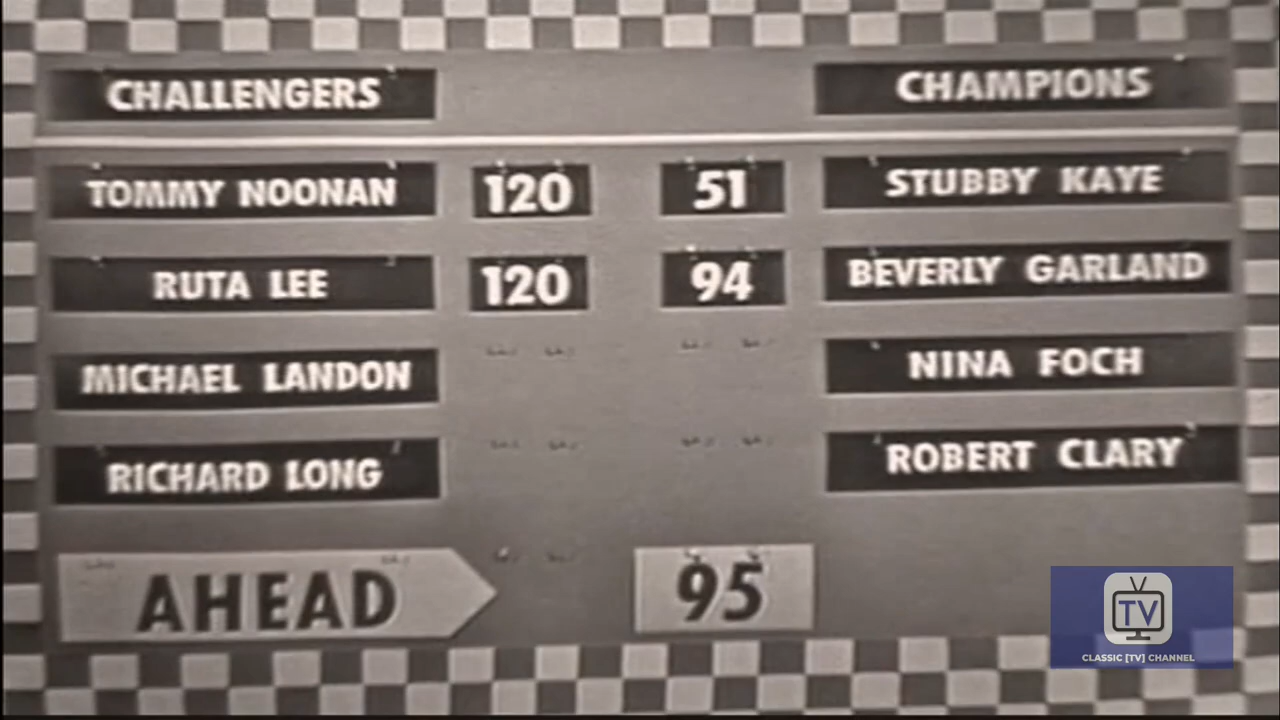 CHALLENGERS CHAMPIONS
TOMMY NOONAN 120 51 STUBBY KAYE
RUTA LEE 120 94 BEVERLY GARLAND
MICHAEL LANDON NINA FOCH
RICHARD LONG ROBERT CLARY
AHEAD 95
TV
CLASSIC [TV] CHANNEL